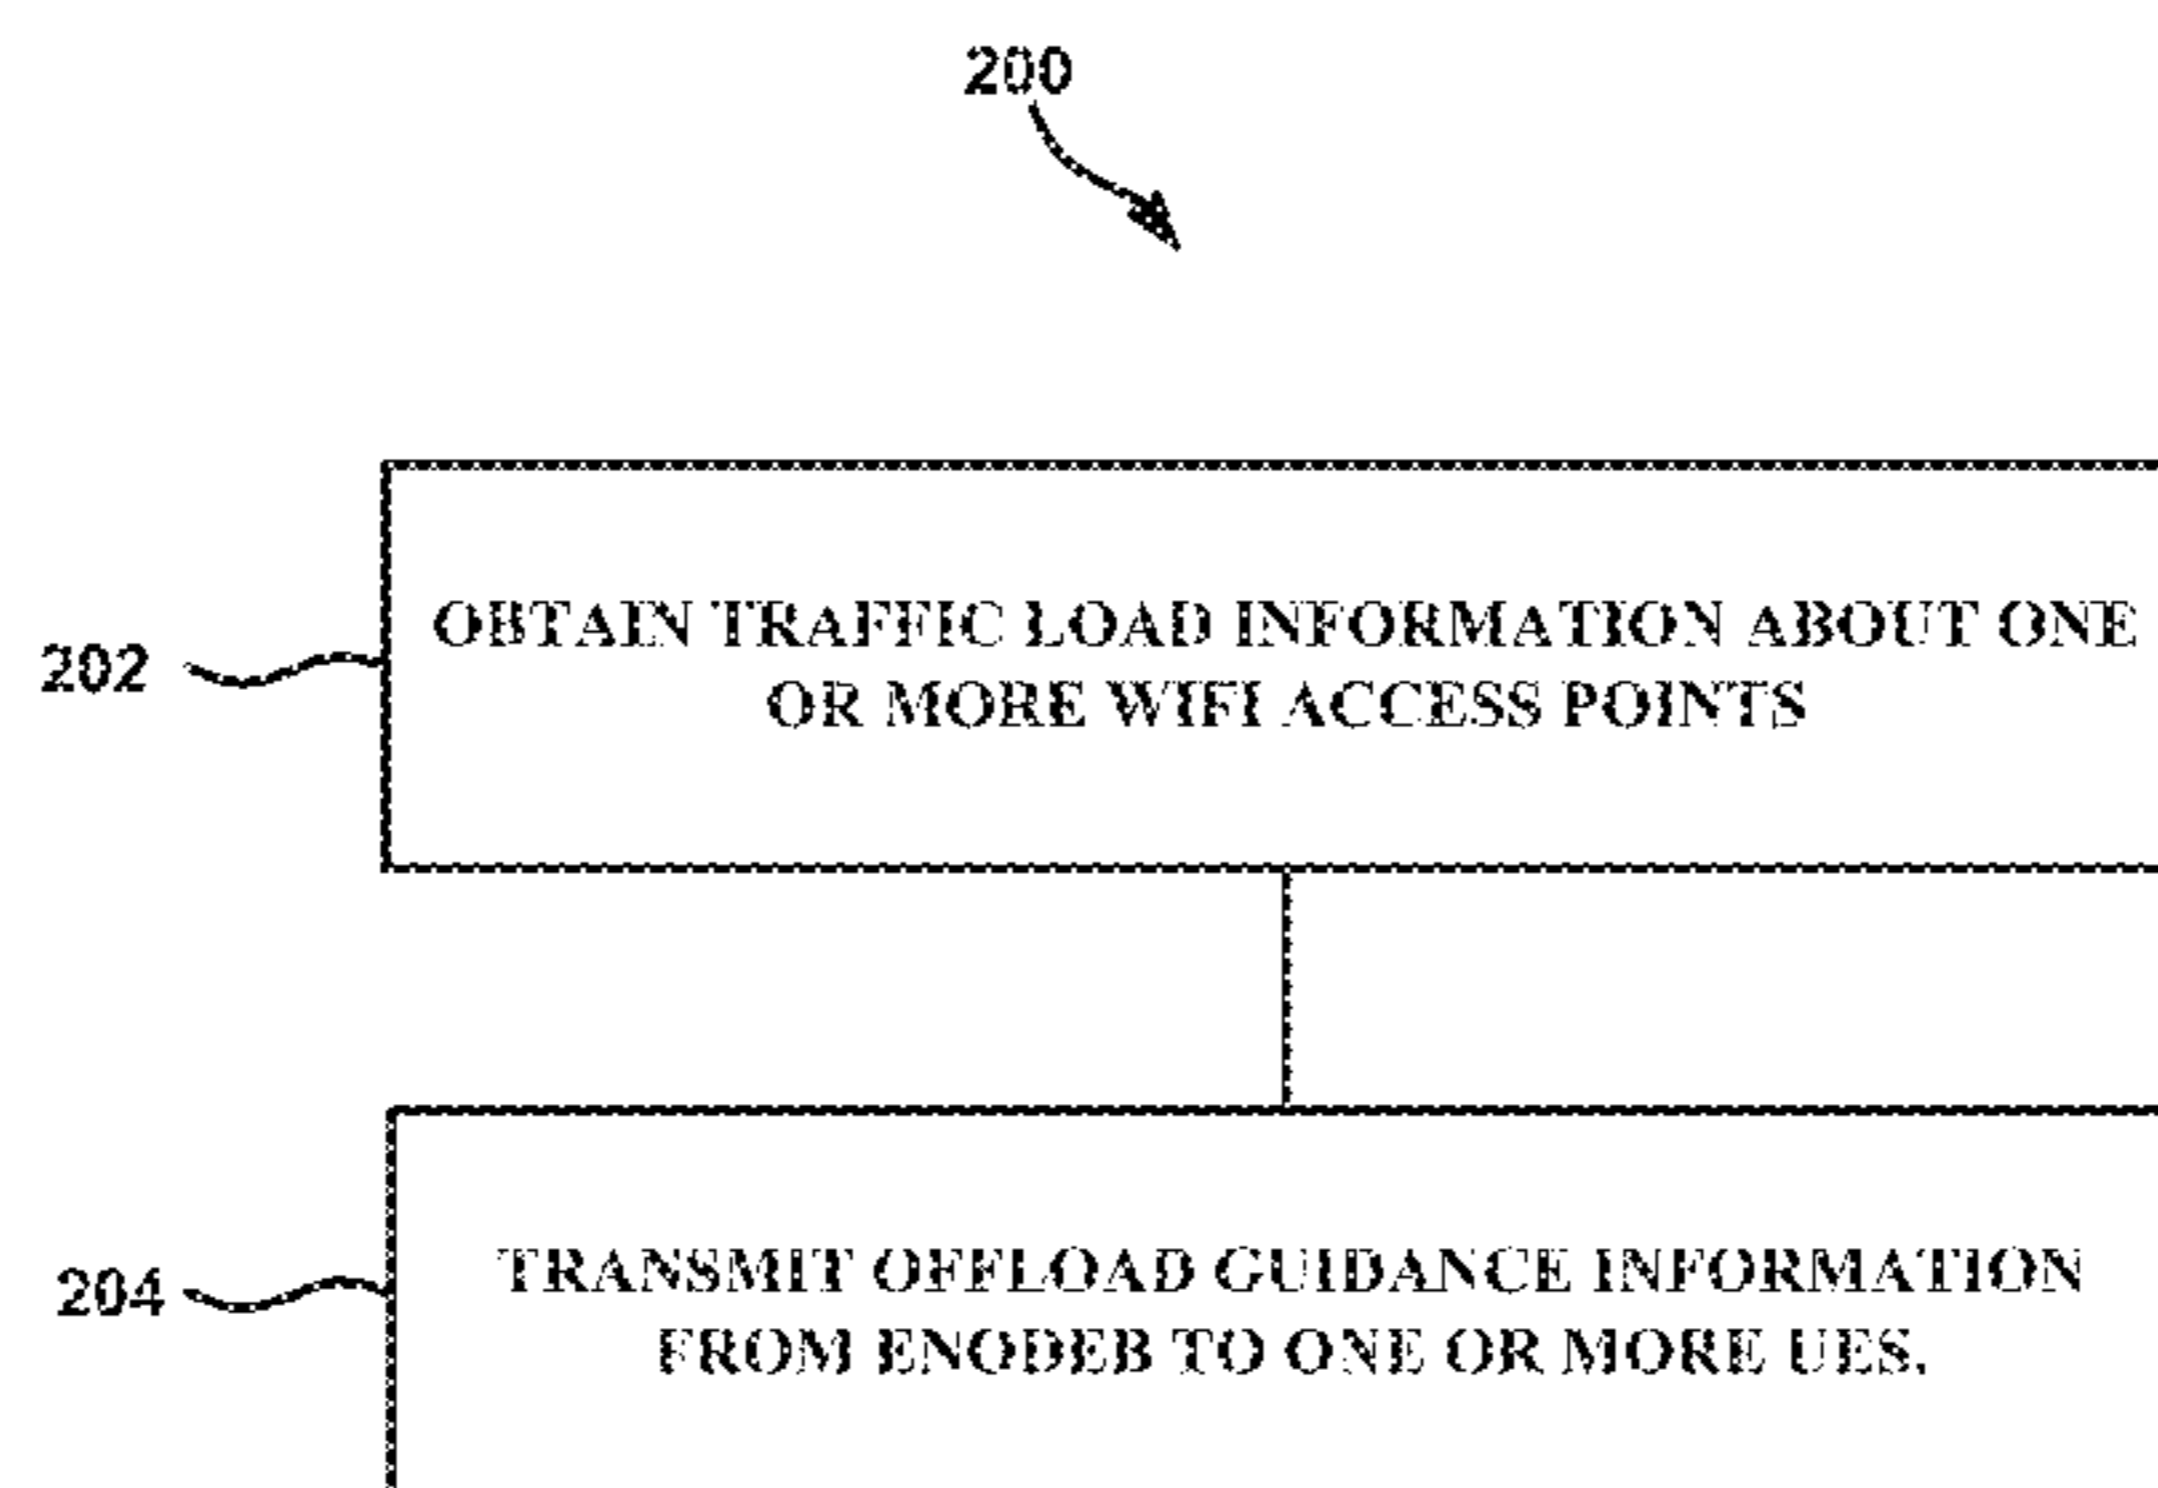 200
202
OBTAIN TRAFFIC LOAD INFORMATION ABOUT ONE
OR MORE WIFI ACCESS POINTS
204
TRANSMIT OFFLOAD GUIDANCE INFORMATION
FROM ENODEB TO ONE OR MORE UES.